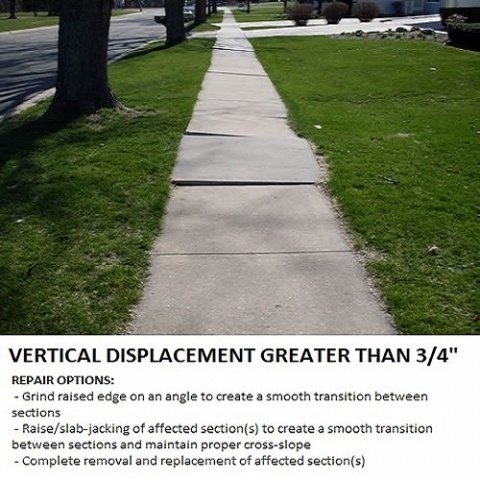 VERTICAL DISPLACEMENT GREATER THAN 3/4"
REPAIR OPTIONS:
- Grind raised edge on an angle to create a smooth transition between
sections
- Raise/slab-jacking of affected section(s) to create a smooth transition
between sections and maintain proper cross-slope
- Complete removal and replacement of affected section(s)